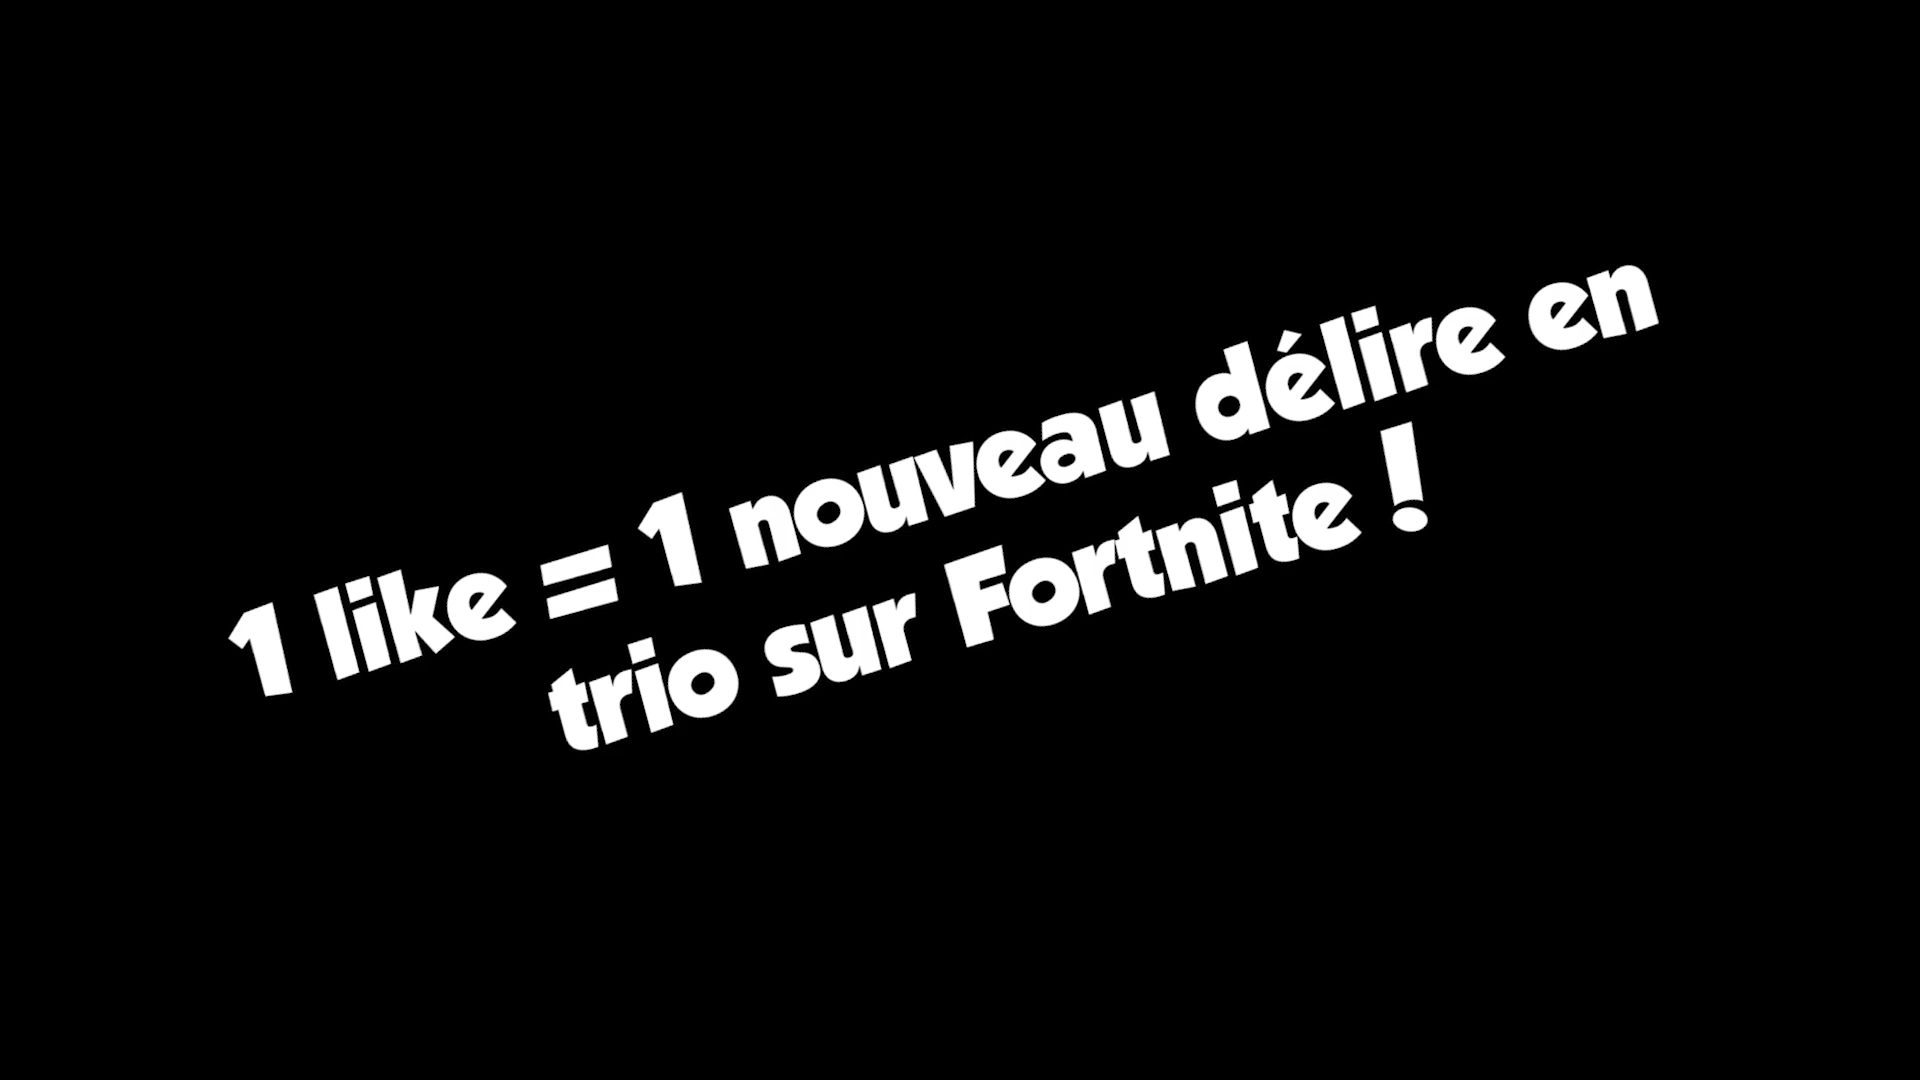 1 like = 1 nouveau délire en
trio sur Fortnite !